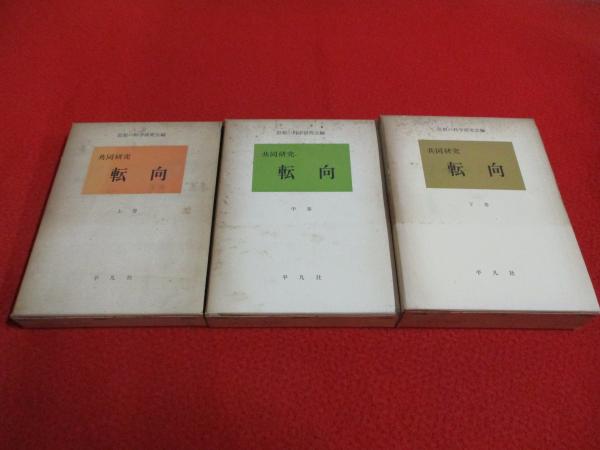 思想の科学研究会編
共同研究
転向
上巻
平凡社
思想の科学研究会編
共同研究
転向
中巻
平凡社
思想の科学研究会編
共同研究
転向
下巻
平凡社